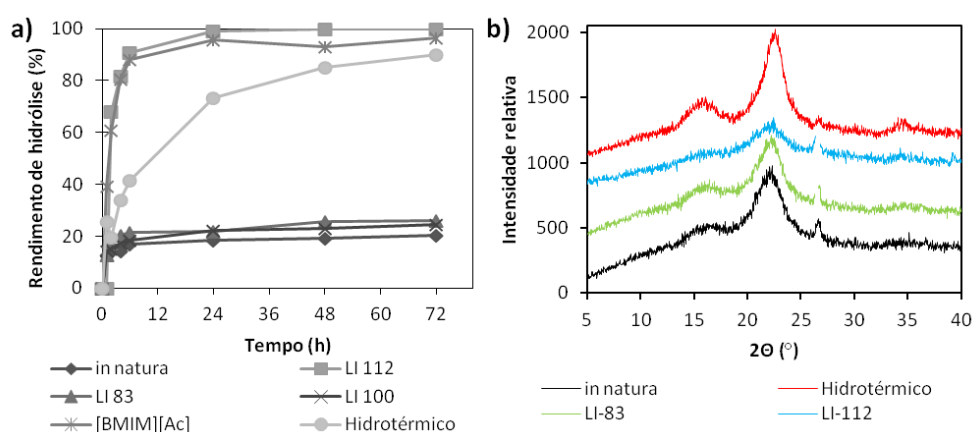 a)
Rendimento de hidrólise (%)
100
80
60
40
20
0
0 12 24 36 48 60 72
Tempo (h)
in natura
LI 112
LI 83
LI 100
[BMIM][Ac]
Hidrotérmico
b)
Intensidade relativa
2000
1500
1000
500
0
5 10 15 20 25 30 35 40
2Θ (°)
in natura
Hidrotérmico
LI-83
LI-112